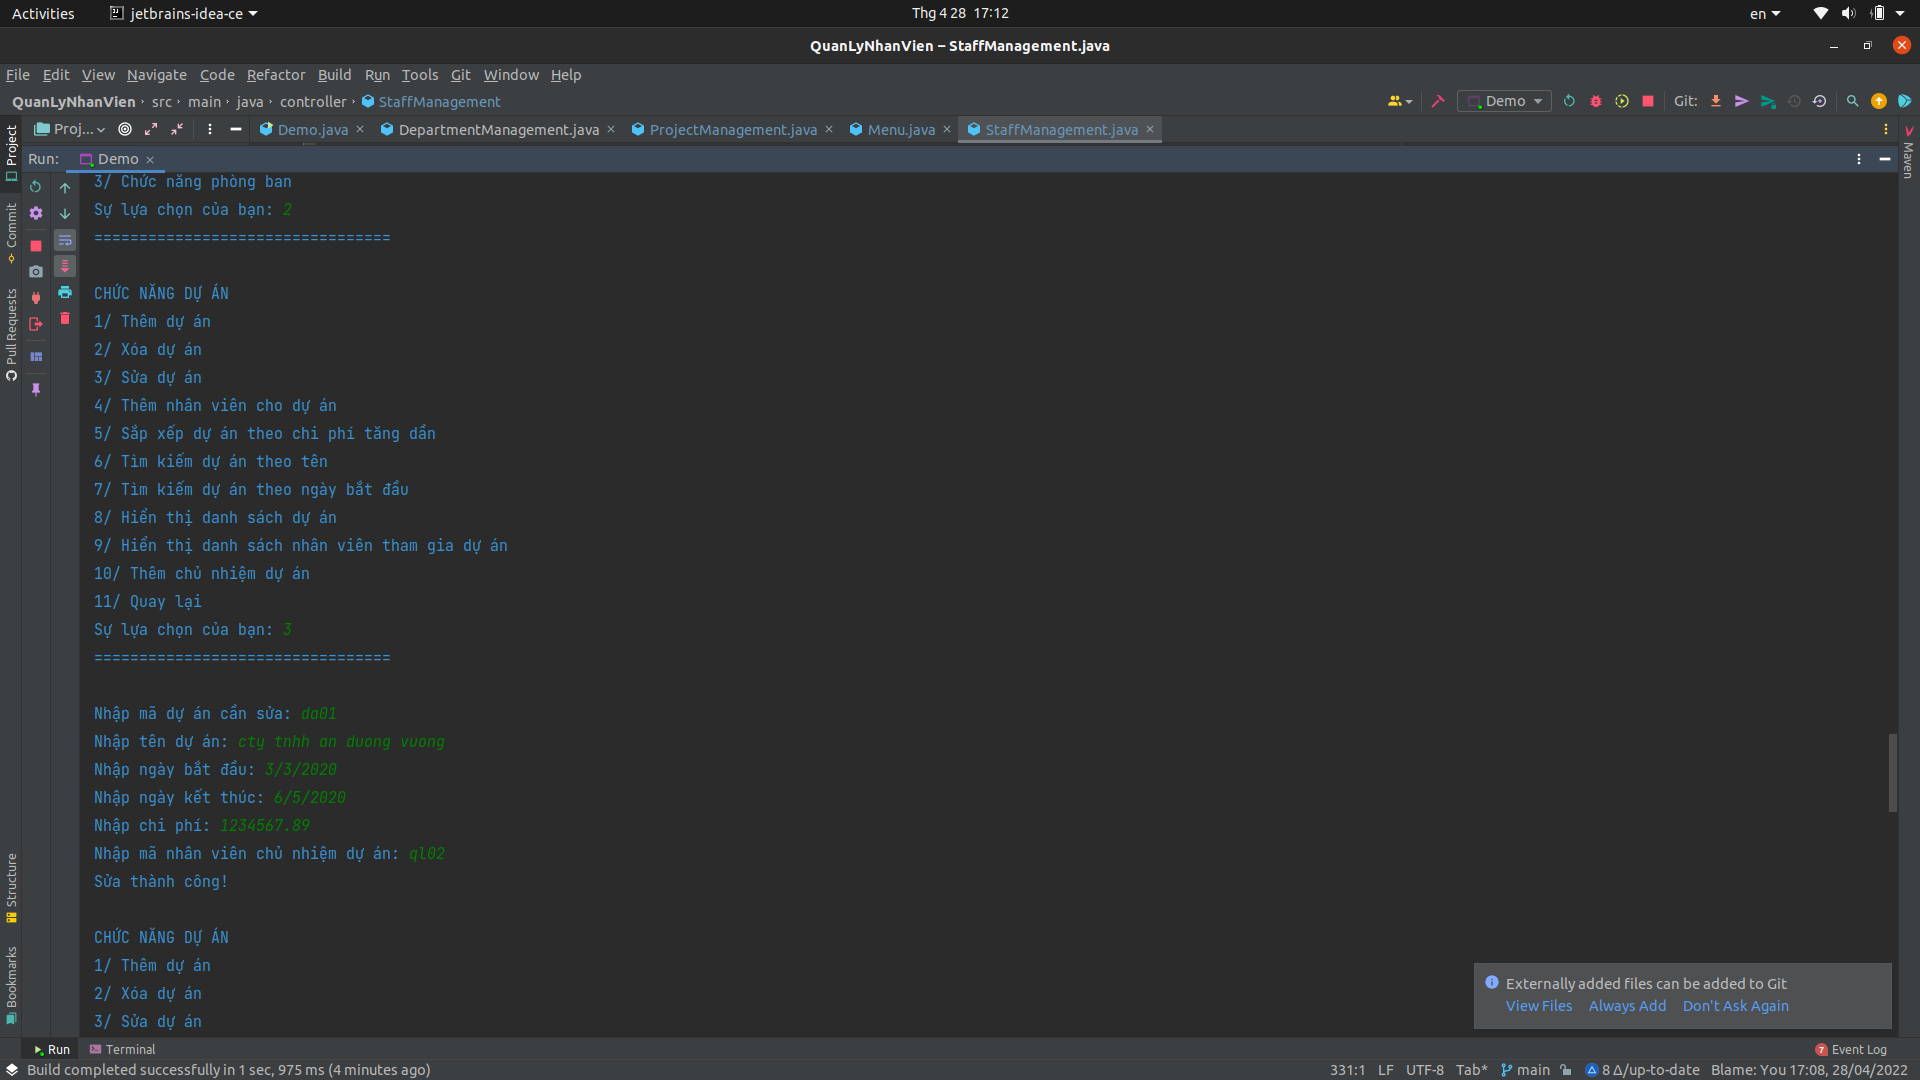 Activities jetbrains-idea-ce Thg 4 28 17:12 en
QuanLyNhanVien – StaffManagement.java
File Edit View Navigate Code Refactor Build Run Tools Git Window Help
QuanLyNhanVien src main java controller StaffManagement Demo Git:
Proj... Demo.java DepartmentManagement.java ProjectManagement.java Menu.java StaffManagement.java
Run: Demo
Project
Commit
Pull Requests
Structure
Bookmarks
Maven
3/ Chức năng phòng ban
Sự lựa chọn của bạn: 2
=================================
CHỨC NĂNG DỰ ÁN
1/ Thêm dự án
2/ Xóa dự án
3/ Sửa dự án
4/ Thêm nhân viên cho dự án
5/ Sắp xếp dự án theo chi phí tăng dần
6/ Tìm kiếm dự án theo tên
7/ Tìm kiếm dự án theo ngày bắt đầu
8/ Hiển thị danh sách dự án
9/ Hiển thị danh sách nhân viên tham gia dự án
10/ Thêm chủ nhiệm dự án
11/ Quay lại
Sự lựa chọn của bạn: 3
=================================
Nhập mã dự án cần sửa: da01
Nhập tên dự án: cty tnhh an duong vuong
Nhập ngày bắt đầu: 3/3/2020
Nhập ngày kết thúc: 6/5/2020
Nhập chi phí: 1234567.89
Nhập mã nhân viên chủ nhiệm dự án: ql02
Sửa thành công!
CHỨC NĂNG DỰ ÁN
1/ Thêm dự án
2/ Xóa dự án
3/ Sửa dự án
Externally added files can be added to Git
View Files Always Add Don't Ask Again
Run Terminal 7 Event Log
Build completed successfully in 1 sec, 975 ms (4 minutes ago) 331:1 LF UTF-8 Tab* main 8 Δ/up-to-date Blame: You 17:08, 28/04/2022